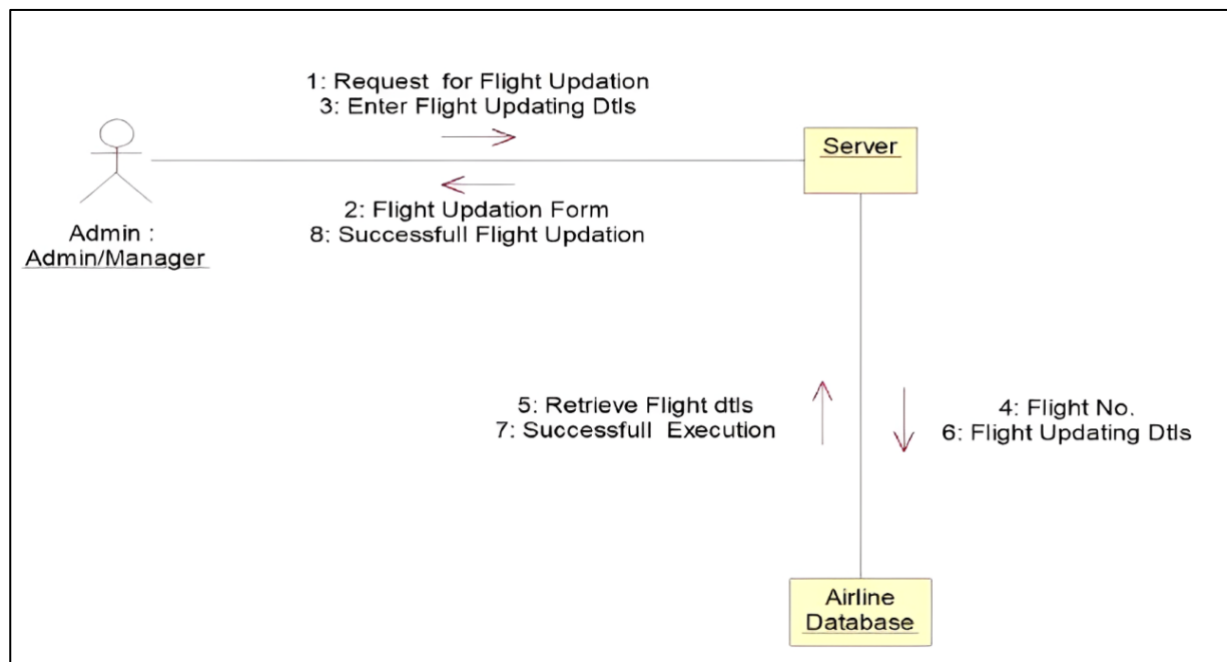 1: Request for Flight Updation
3: Enter Flight Updating Dtls
Server
2: Flight Updation Form
8: Successfull Flight Updation
Admin :
Admin/Manager
5: Retrieve Flight dtls
7: Successfull Execution
4: Flight No.
6: Flight Updating Dtls
Airline
Database